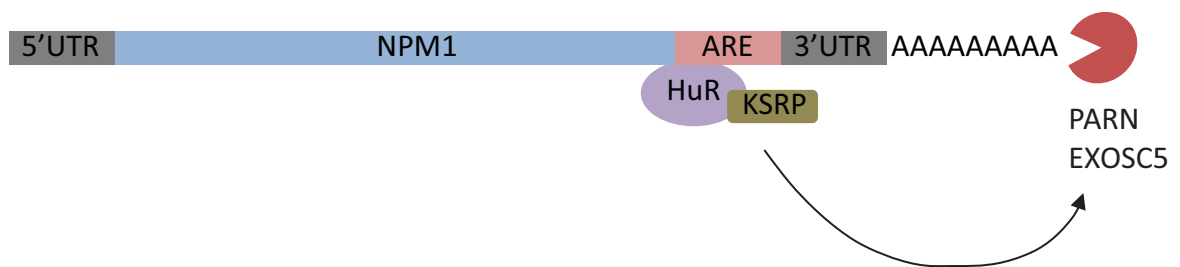 5’UTR NPM1 ARE 3’UTR AAAAAAAAA
HuR KSRP
PARN
EXOSC5